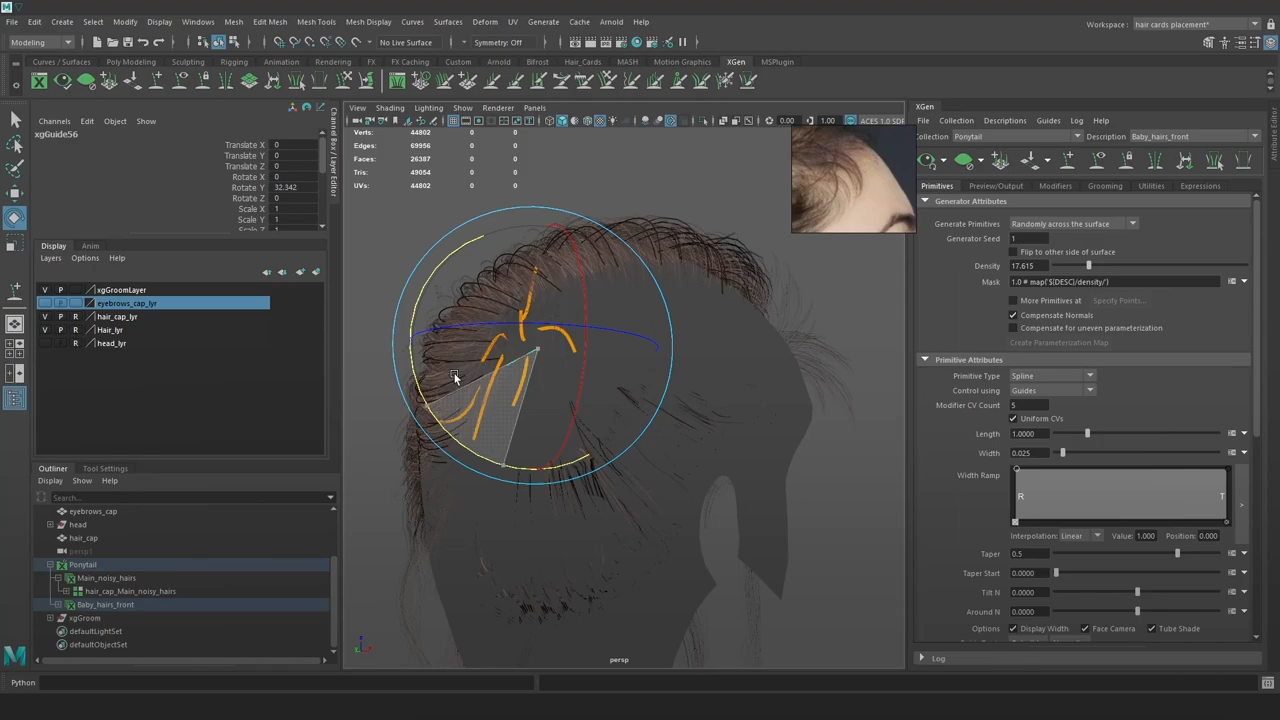 File Edit Create Select Modify Display Windows Mesh Edit Mesh Mesh Tools Mesh Display Curves Surfaces Deform UV Generate Cache Arnold Help
Workspace : hair cards placement*
Modeling No Live Surface Symmetry: Off
Curves / Surfaces Poly Modeling Sculpting Rigging Animation Rendering FX FX Caching Custom Arnold Bifrost Hair_Cards MASH Motion Graphics XGen MSPlugin
Channels Edit Object Show
xgGuide56
Translate X 0
Translate Y 0
Translate Z 0
Rotate X 0
Rotate Y 32.342
Rotate Z 0
Scale X 1
Scale Y 1
Display Anim
Layers Options Help
V P xgGroomLayer
P eyebrows_cap_lyr
V P R hair_cap_lyr
V P R Hair_lyr
R head_lyr
Channel Box / Layer Editor
Outliner Tool Settings
Display Show Help
Search...
eyebrows_cap
head
hair_cap
persp1
Ponytail
Main_noisy_hairs
hair_cap_Main_noisy_hairs
Baby_hairs_front
xgGroom
defaultLightSet
defaultObjectSet
View Shading Lighting Show Renderer Panels
0.00 1.00 ACES 1.0 SDR
Verts: 44802 0 0
Edges: 69956 0 0
Faces: 26387 0 0
Tris: 49054 0 0
UVs: 44802 0 0
persp
XGen
File Collection Descriptions Guides Log Help
Collection Ponytail Description Baby_hairs_front
Primitives Preview/Output Modifiers Grooming Utilities Expressions
Generator Attributes
Generate Primitives Randomly across the surface
Generator Seed 1
Flip to other side of surface
Density 17.615
Mask 1.0 # map('${DESC}/density/')
More Primitives at Specify Points...
Compensate Normals
Compensate for uneven parameterization
Create Parameterization Map
Primitive Attributes
Primitive Type Spline
Control using Guides
Modifier CV Count 5
Uniform CVs
Length 1.0000
Width 0.025
Width Ramp R T
Interpolation: Linear Value: 1.000 Position: 0.000
Taper 0.5
Taper Start 0.0000
Tilt N 0.0000
Around N 0.0000
Options Display Width Face Camera Tube Shade
Log
Attribute Editor
Python